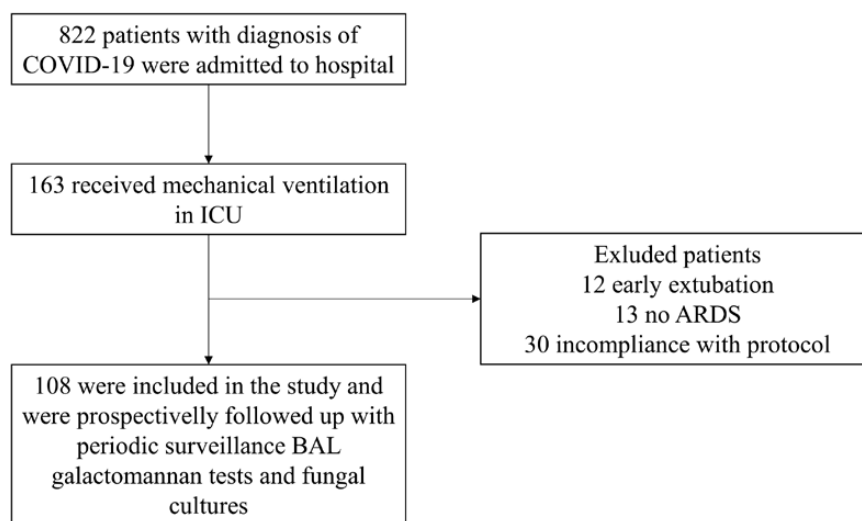 822 patients with diagnosis of
COVID-19 were admitted to hospital
163 received mechanical ventilation
in ICU
Exluded patients
12 early extubation
13 no ARDS
30 incompliance with protocol
108 were included in the study and
were prospectivelly followed up with
periodic surveillance BAL
galactomannan tests and fungal
cultures